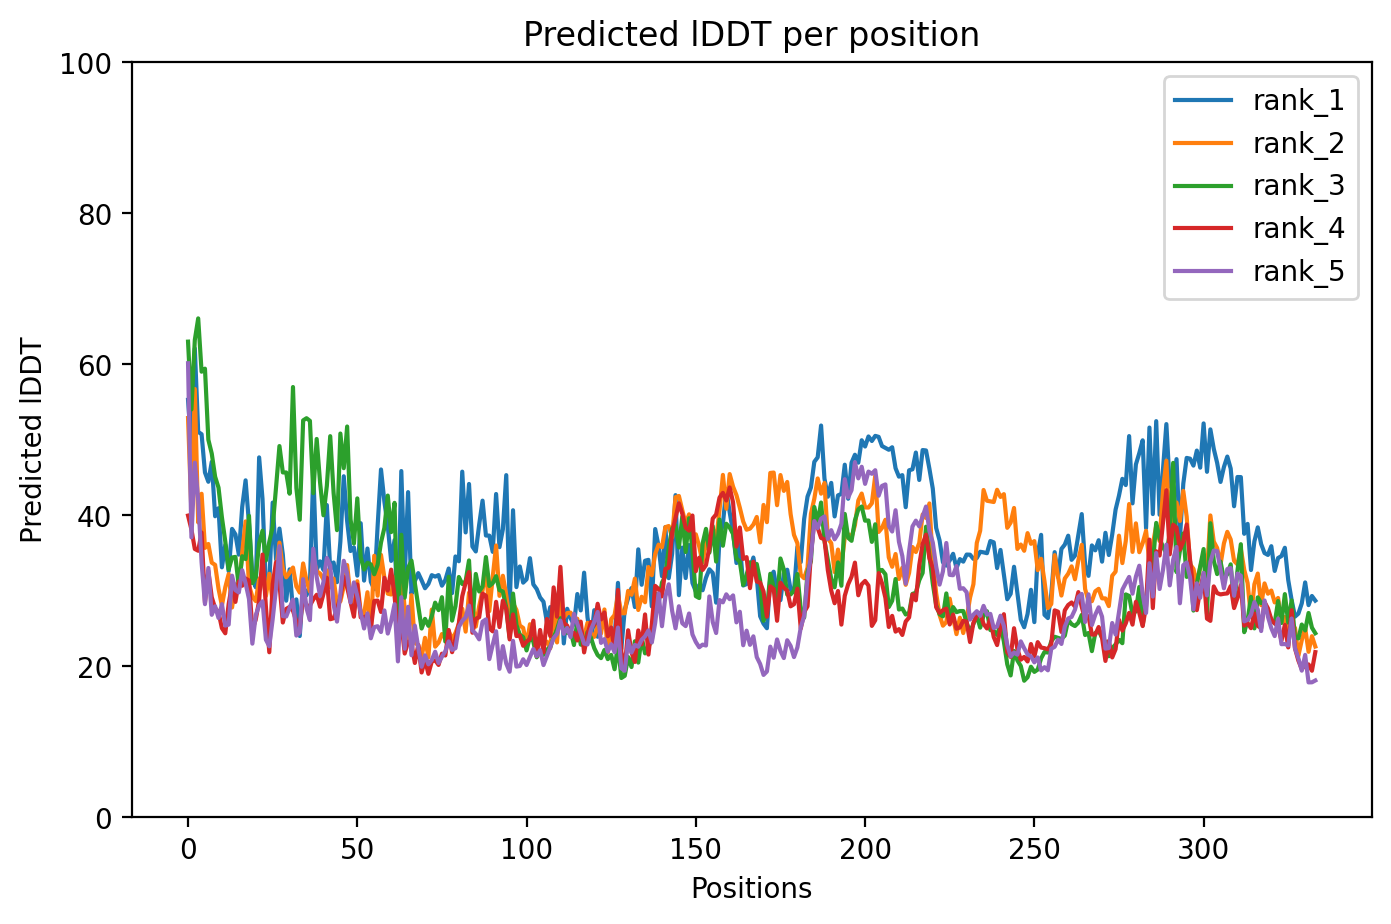 Predicted lDDT per position
100
80
60
40
20
0
Predicted lDDT
rank_1
rank_2
rank_3
rank_4
rank_5
0 50 100 150 200 250 300
Positions